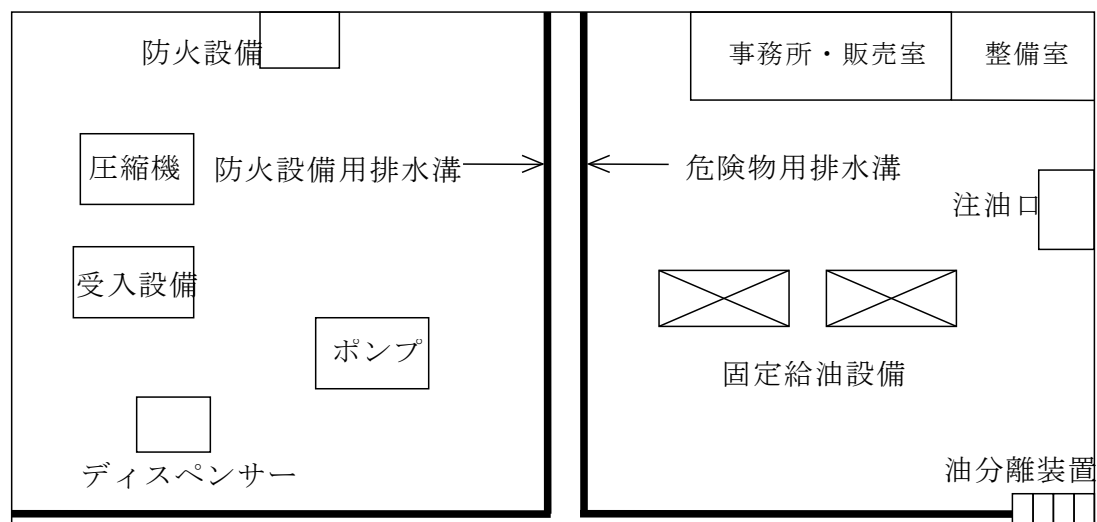 防火設備
事務所・販売室
整備室
圧縮機
防火設備用排水溝
危険物用排水溝
注油口
受入設備
ポンプ
固定給油設備
ディスペンサー
油分離装置